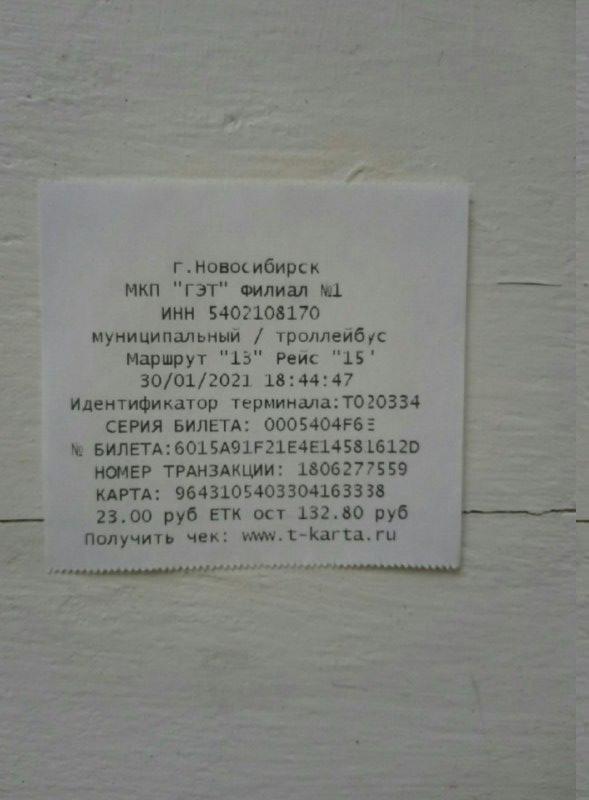 г.Новосибирск
МКП "ГЭТ" Филиал №1
ИНН 5402108170
муниципальный / троллейбус
Маршрут "13" Рейс "15"
30/01/2021 18:44:47
Идентификатор терминала:T020334
СЕРИЯ БИЛЕТА: 0005404F6E
№ БИЛЕТА:6015A91F21E4E14581612D
НОМЕР ТРАНЗАКЦИИ: 1806277559
КАРТА: 9643105403304163338
23.00 руб ЕТК ост 132.80 руб
Получить чек: www.t-karta.ru